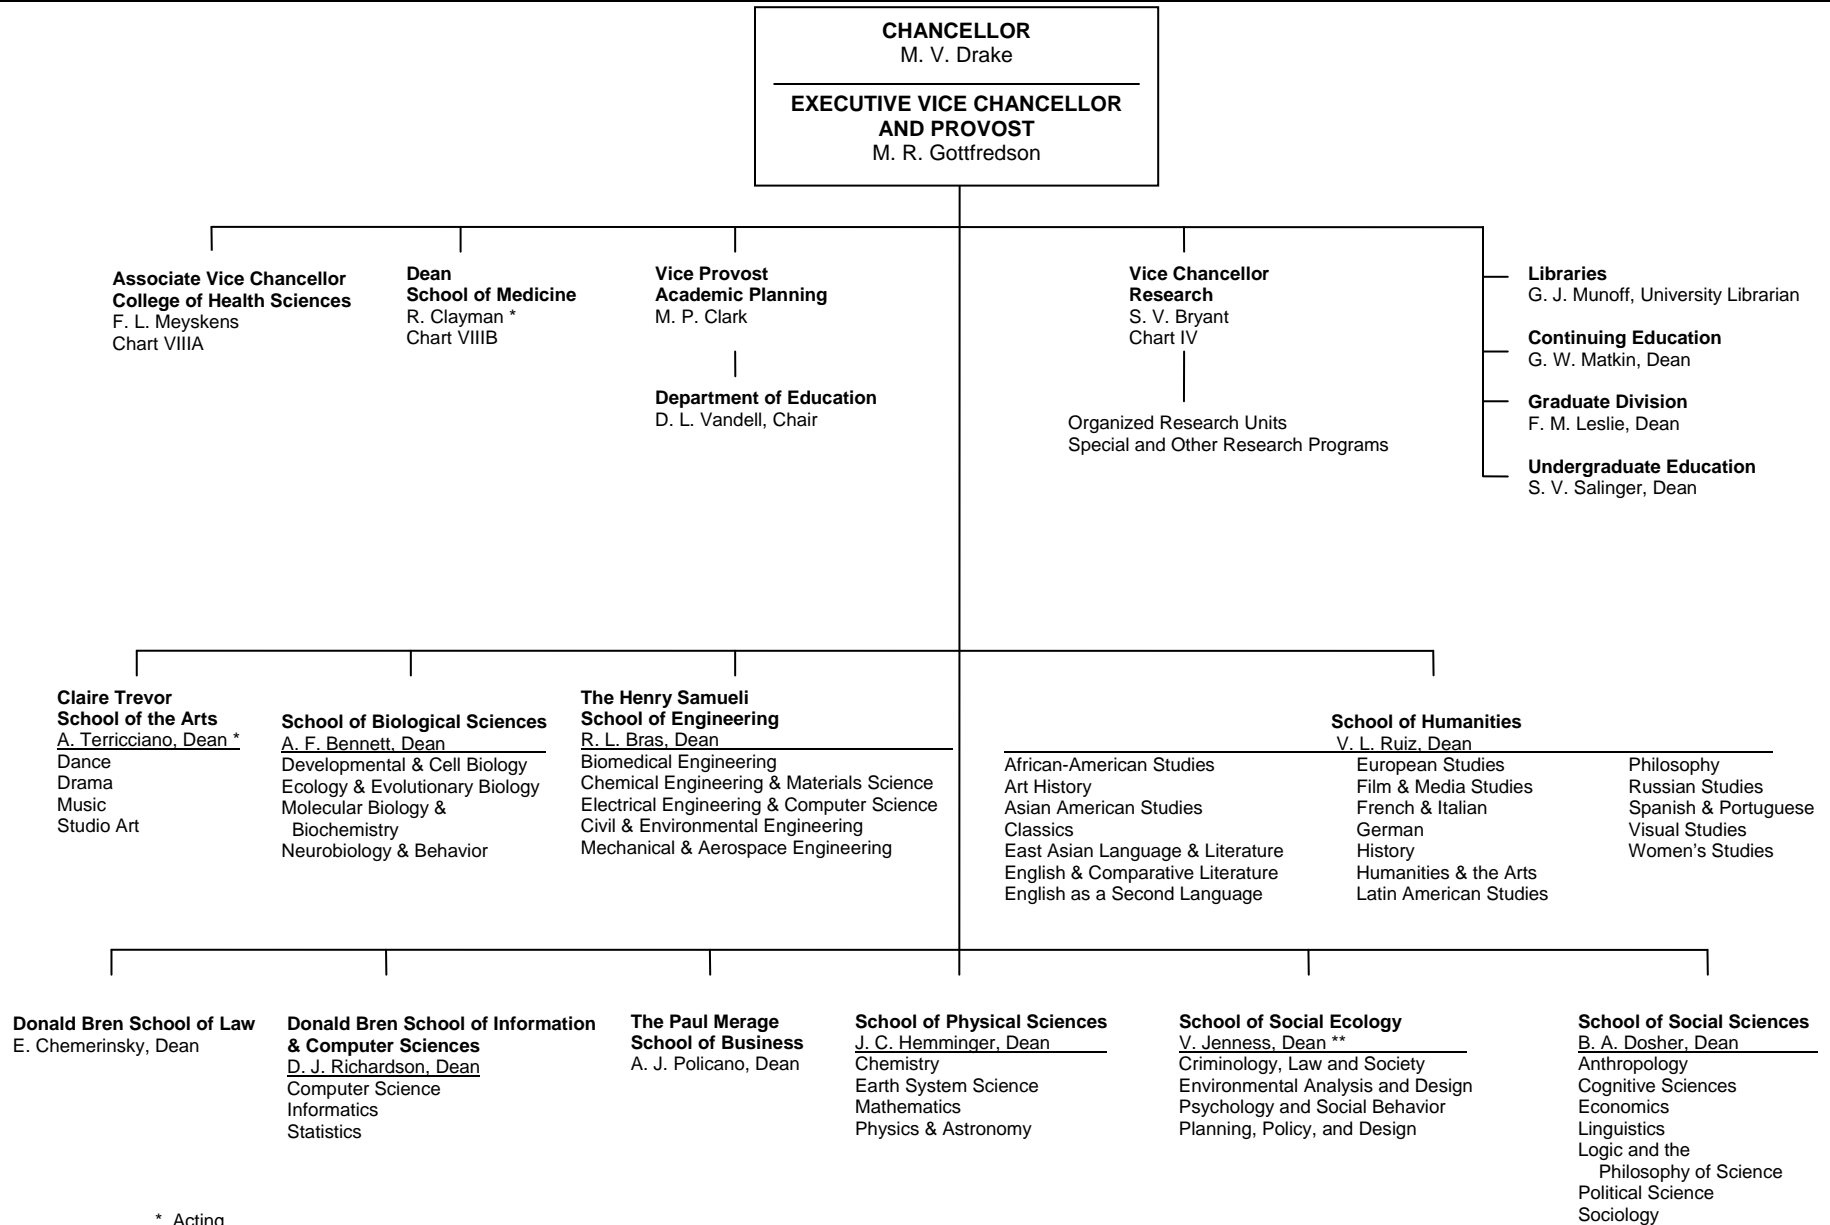 CHANCELLOR
M. V. Drake
EXECUTIVE VICE CHANCELLOR
AND PROVOST
M. R. Gottfredson
Associate Vice Chancellor
College of Health Sciences
F. L. Meyskens
Chart VIIIA
Dean
School of Medicine
R. Clayman *
Chart VIIIB
Vice Provost
Academic Planning
M. P. Clark
Department of Education
D. L. Vandell, Chair
Vice Chancellor
Research
S. V. Bryant
Chart IV
Organized Research Units
Special and Other Research Programs
Libraries
G. J. Munoff, University Librarian
Continuing Education
G. W. Matkin, Dean
Graduate Division
F. M. Leslie, Dean
Undergraduate Education
S. V. Salinger, Dean
Claire Trevor
School of the Arts
A. Terricciano, Dean *
Dance
Drama
Music
Studio Art
School of Biological Sciences
A. F. Bennett, Dean
Developmental & Cell Biology
Ecology & Evolutionary Biology
Molecular Biology &
Biochemistry
Neurobiology & Behavior
The Henry Samueli
School of Engineering
R. L. Bras, Dean
Biomedical Engineering
Chemical Engineering & Materials Science
Electrical Engineering & Computer Science
Civil & Environmental Engineering
Mechanical & Aerospace Engineering
School of Humanities
V. L. Ruiz, Dean
African-American Studies
Art History
Asian American Studies
Classics
East Asian Language & Literature
English & Comparative Literature
English as a Second Language
European Studies
Film & Media Studies
French & Italian
German
History
Humanities & the Arts
Latin American Studies
Philosophy
Russian Studies
Spanish & Portuguese
Visual Studies
Women's Studies
Donald Bren School of Law
E. Chemerinsky, Dean
Donald Bren School of Information
& Computer Sciences
D. J. Richardson, Dean
Computer Science
Informatics
Statistics
The Paul Merage
School of Business
A. J. Policano, Dean
School of Physical Sciences
J. C. Hemminger, Dean
Chemistry
Earth System Science
Mathematics
Physics & Astronomy
School of Social Ecology
V. Jenness, Dean **
Criminology, Law and Society
Environmental Analysis and Design
Psychology and Social Behavior
Planning, Policy, and Design
School of Social Sciences
B. A. Dosher, Dean
Anthropology
Cognitive Sciences
Economics
Linguistics
Logic and the
Philosophy of Science
Political Science
Sociology
* Acting